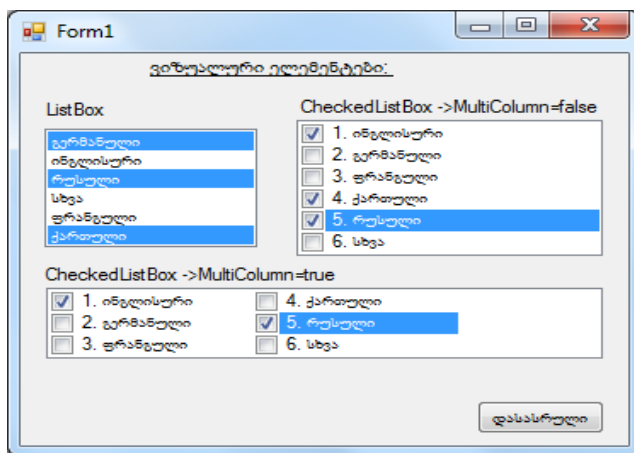 Form1
ვიზუალური ელემენტები:
ListBox
გერმანული
ინგლისური
რუსული
სხვა
ფრანგული
ქართული
CheckedListBox ->MultiColumn=false
1. ინგლისური
2. გერმანული
3. ფრანგული
4. ქართული
5. რუსული
6. სხვა
CheckedListBox ->MultiColumn=true
1. ინგლისური
2. გერმანული
3. ფრანგული
4. ქართული
5. რუსული
6. სხვა
დასასრული